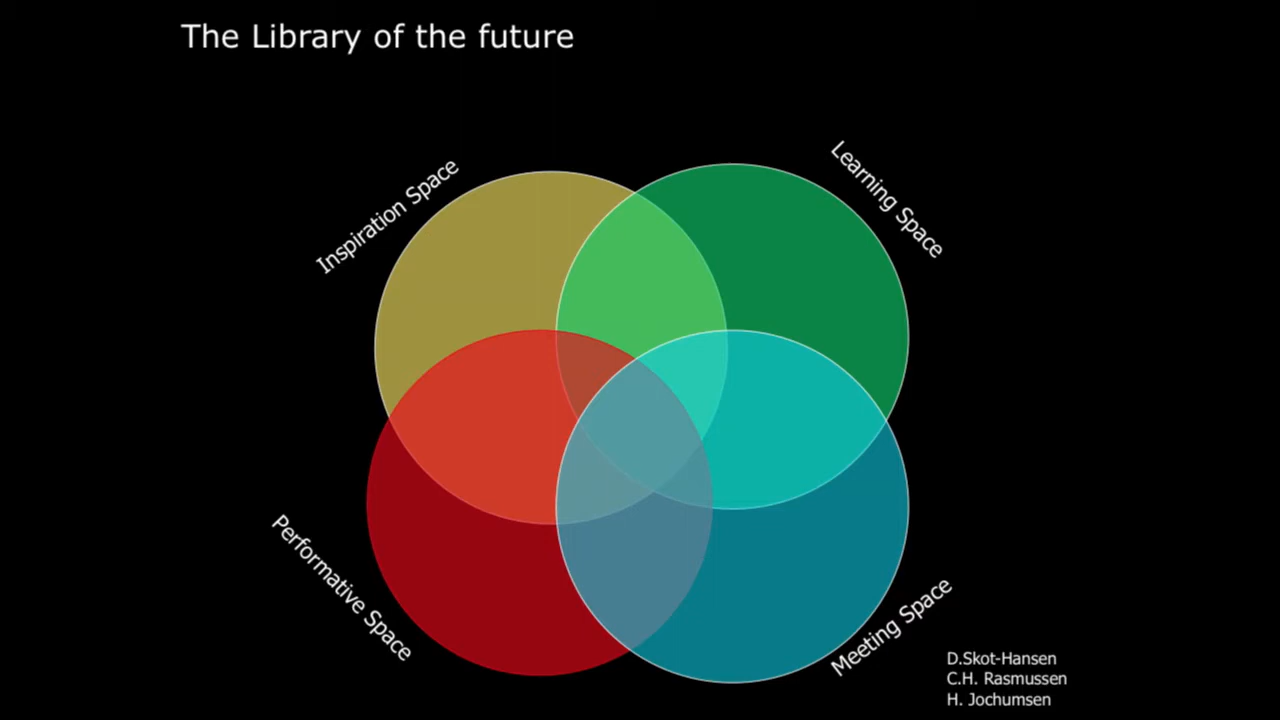 The Library of the future
Inspiration Space
Learning Space
Performative Space
Meeting Space
D.Skot-Hansen
C.H. Rasmussen
H. Jochumsen